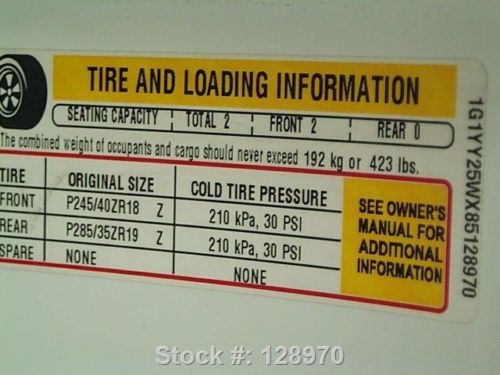 TIRE AND LOADING INFORMATION
SEATING CAPACITY TOTAL 2 FRONT 2 REAR 0
The combined weight of occupants and cargo should never exceed 192 kg or 423 lbs.
TIRE ORIGINAL SIZE COLD TIRE PRESSURE
FRONT P245/40ZR18 Z 210 kPa, 30 PSI
REAR P285/35ZR19 Z 210 kPa, 30 PSI
SPARE NONE NONE
SEE OWNER'S
MANUAL FOR
ADDITIONAL
INFORMATION
1G1YY25WX85128970
Stock #: 128970